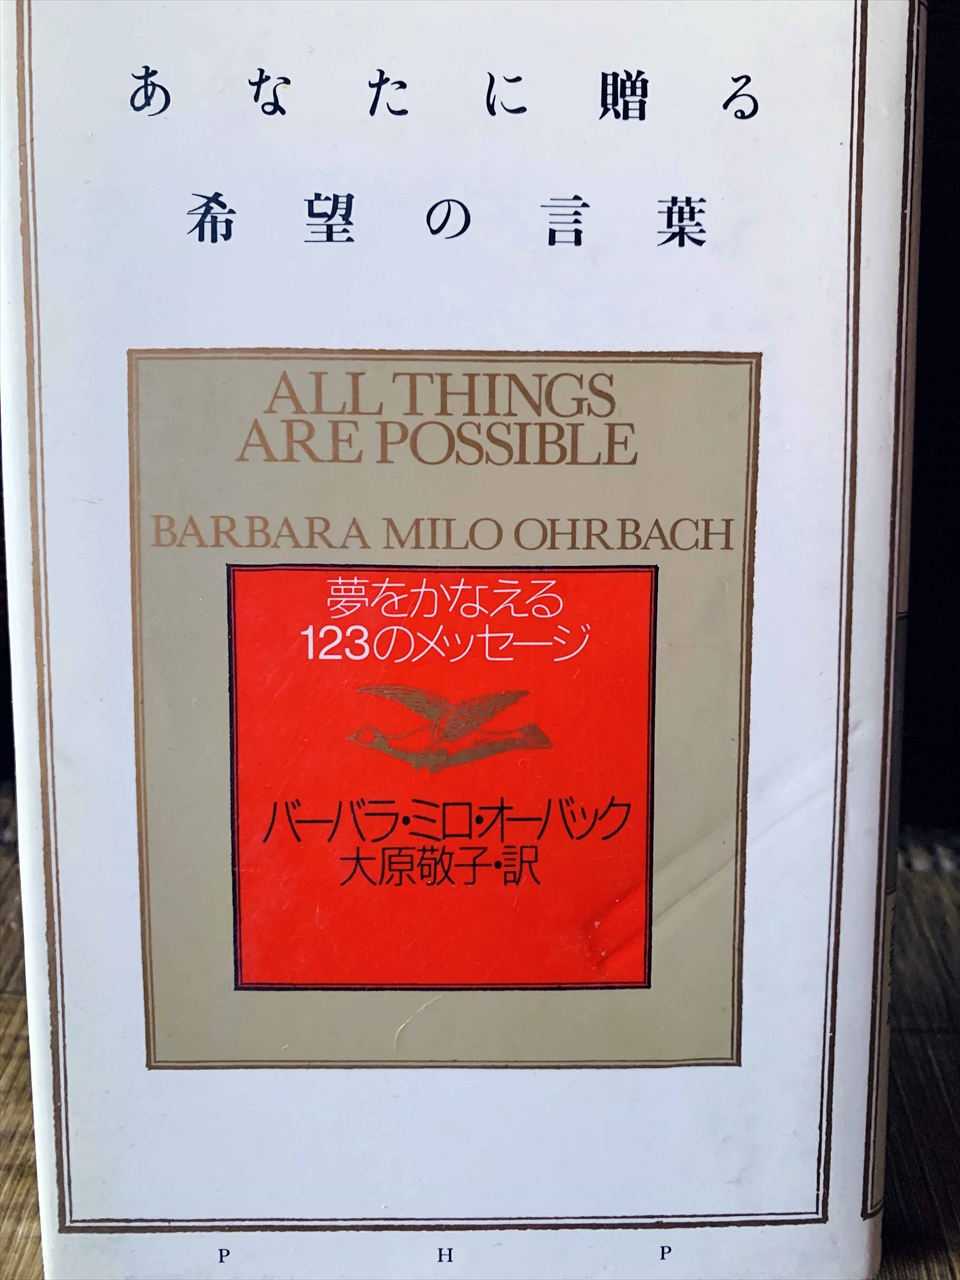 あなたに贈る
希望の言葉
ALL THINGS
ARE POSSIBLE
BARBARA MILO OHRBACH
夢をかなえる
123のメッセージ
バーバラ・ミロ・オーバック
大原敬子・訳
PHP